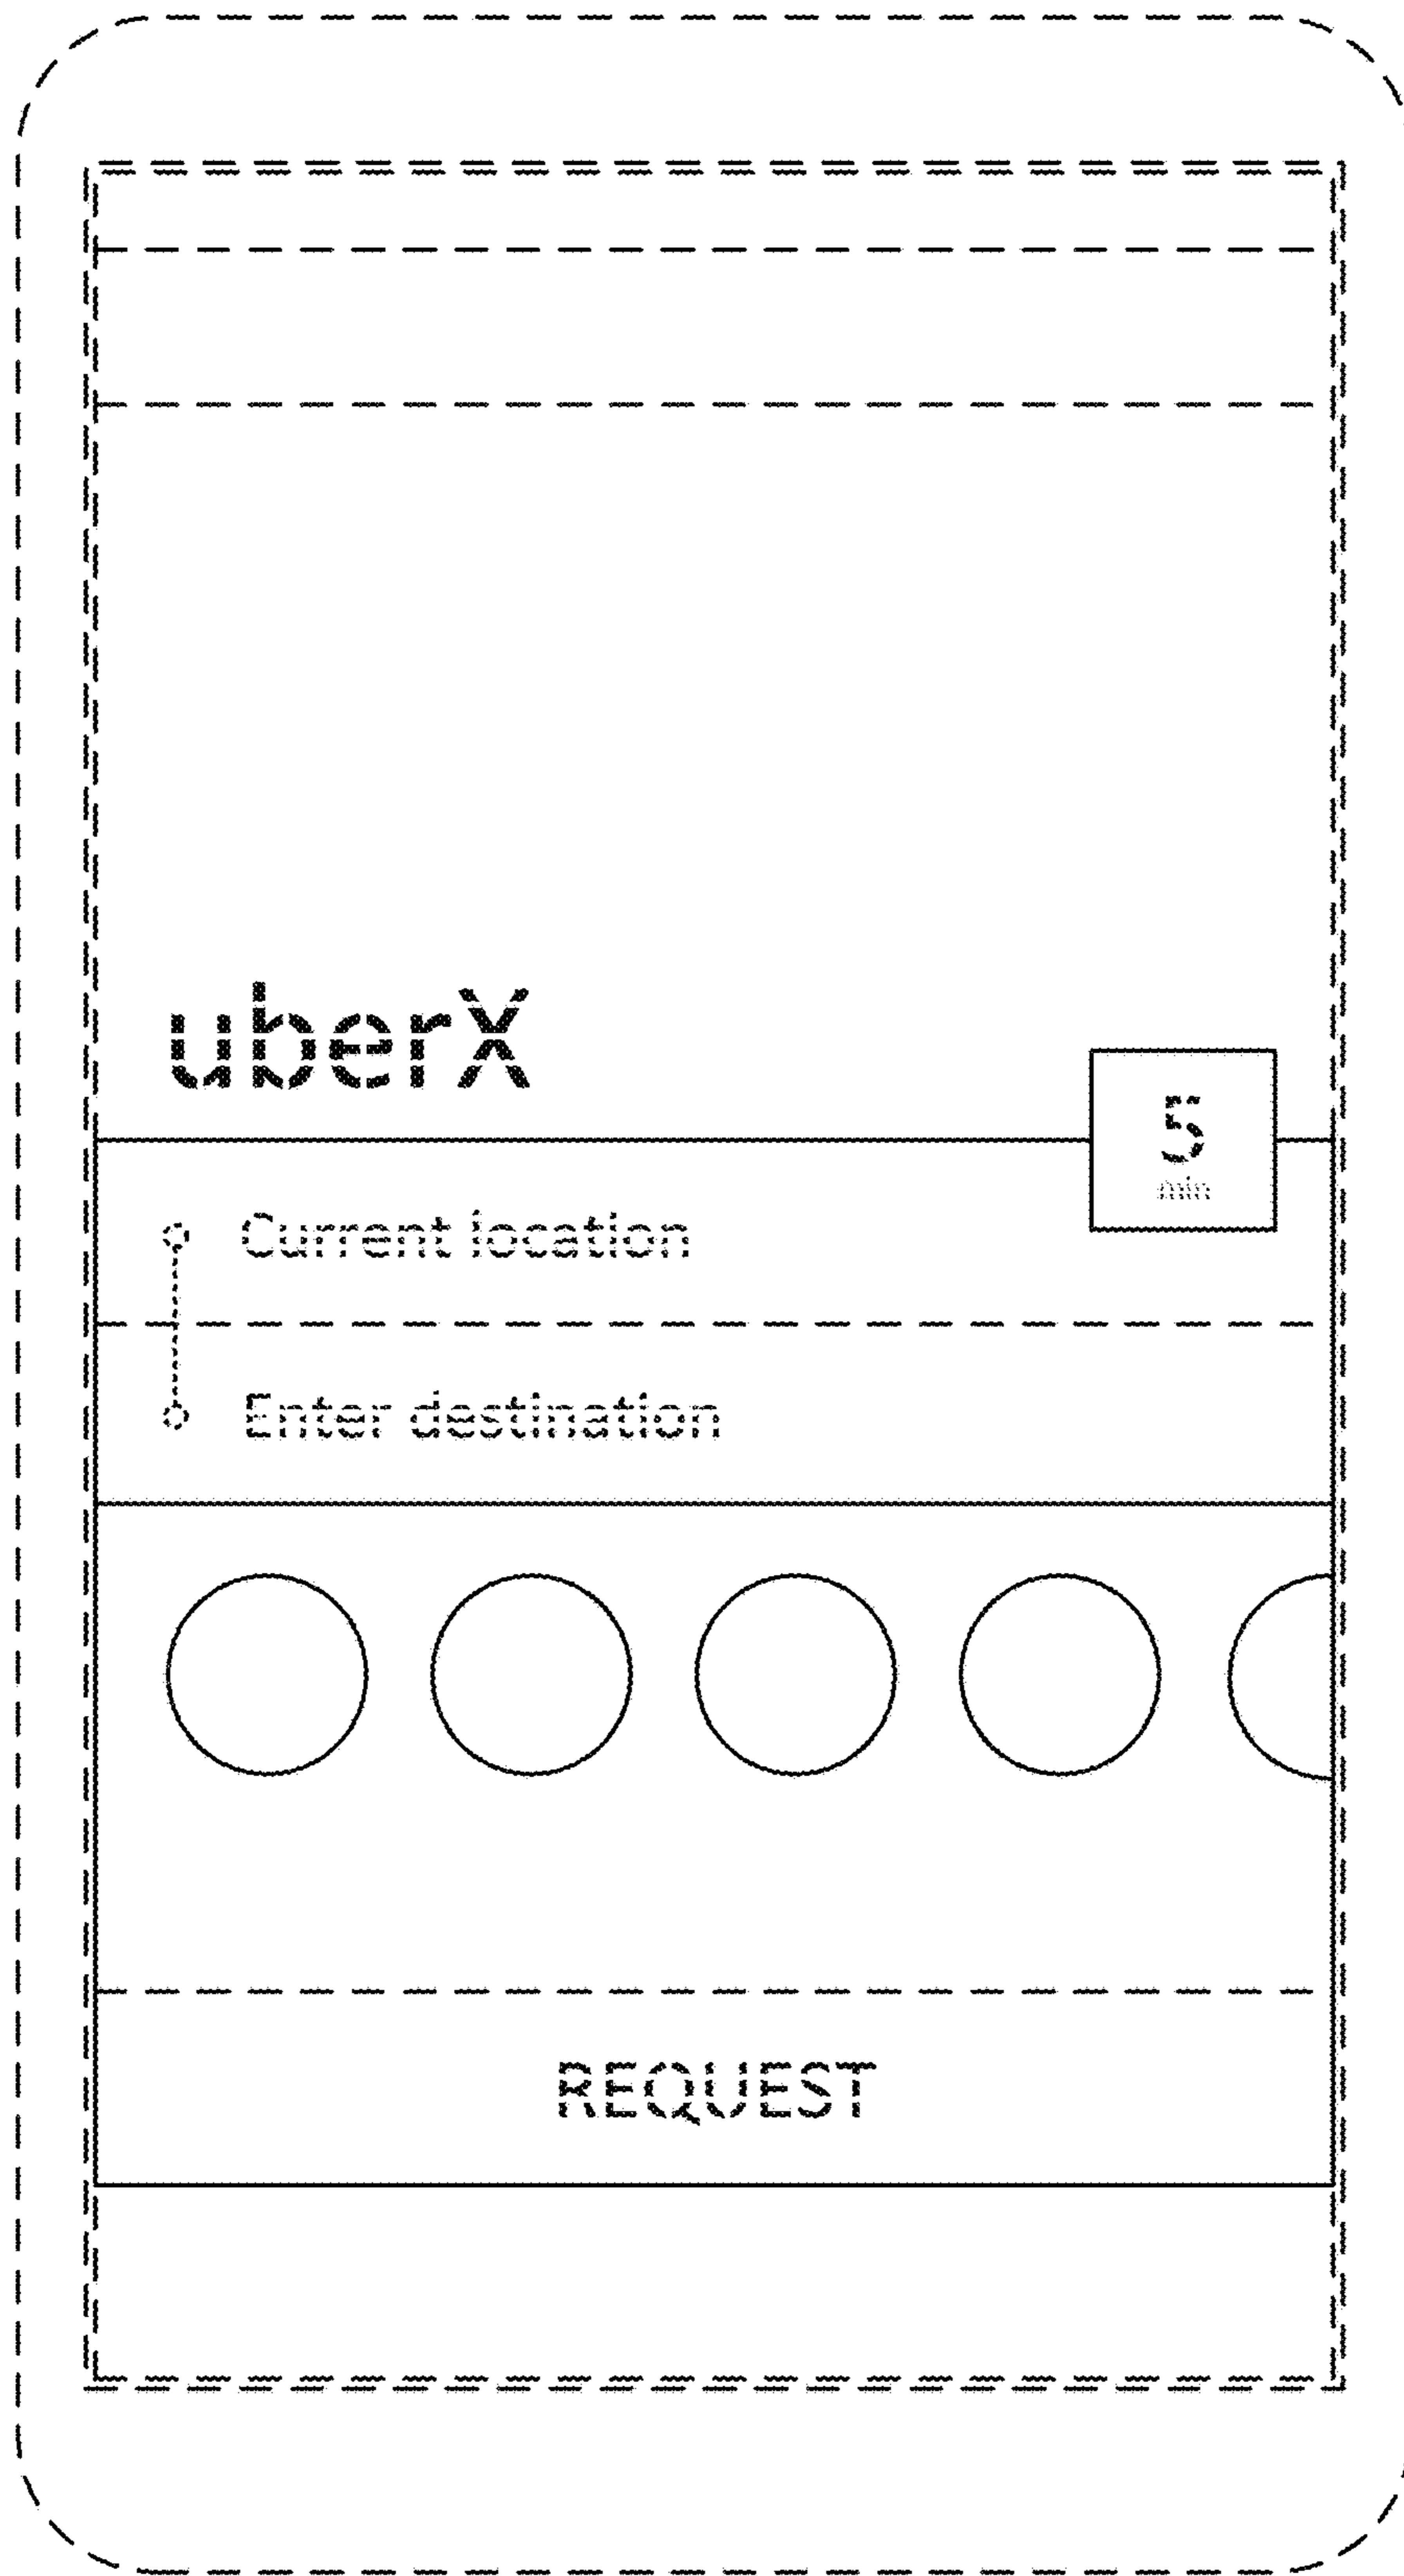 uberX
5
min
Current location
Enter destination
REQUEST